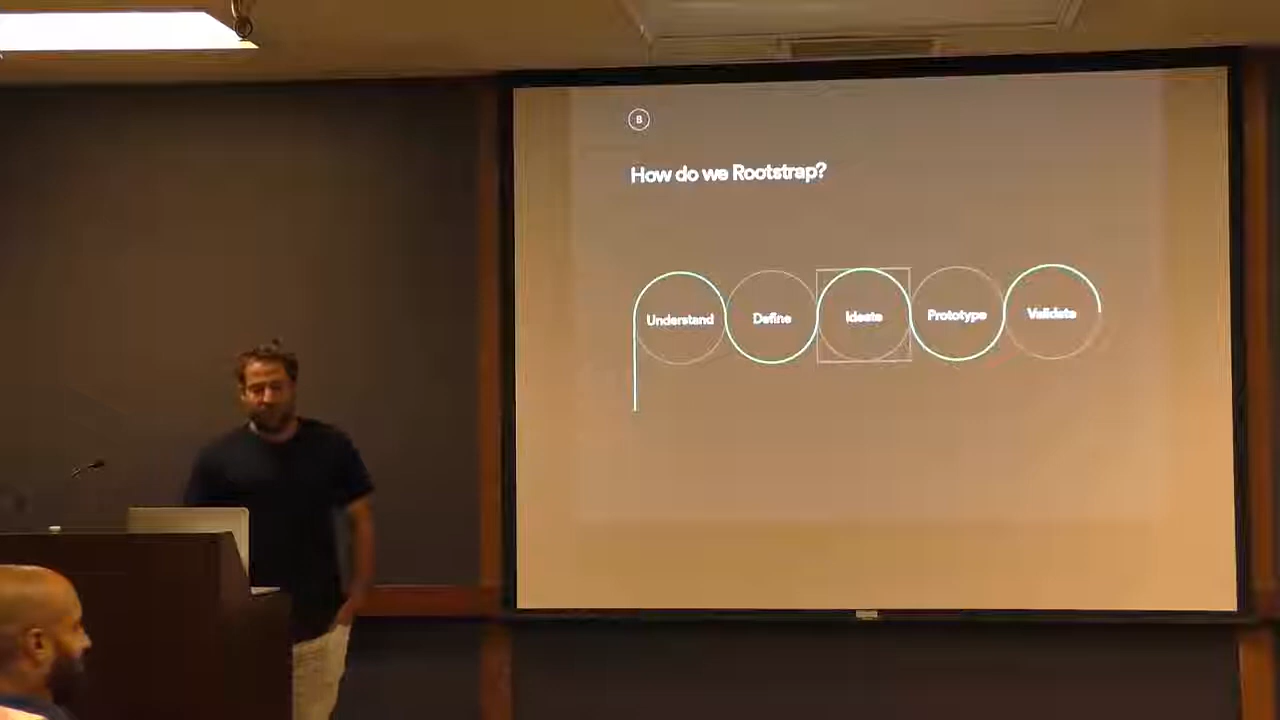 B
How do we Rootstrap?
Understand Define Ideate Prototype Validate